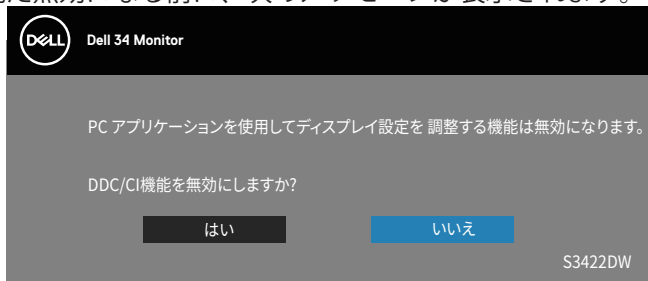 DELL
Dell 34 Monitor
PC アプリケーションを使用してディスプレイ設定を 調整する機能は無効になります。
DDC/CI機能を無効にしますか?
はい
いいえ
S3422DW